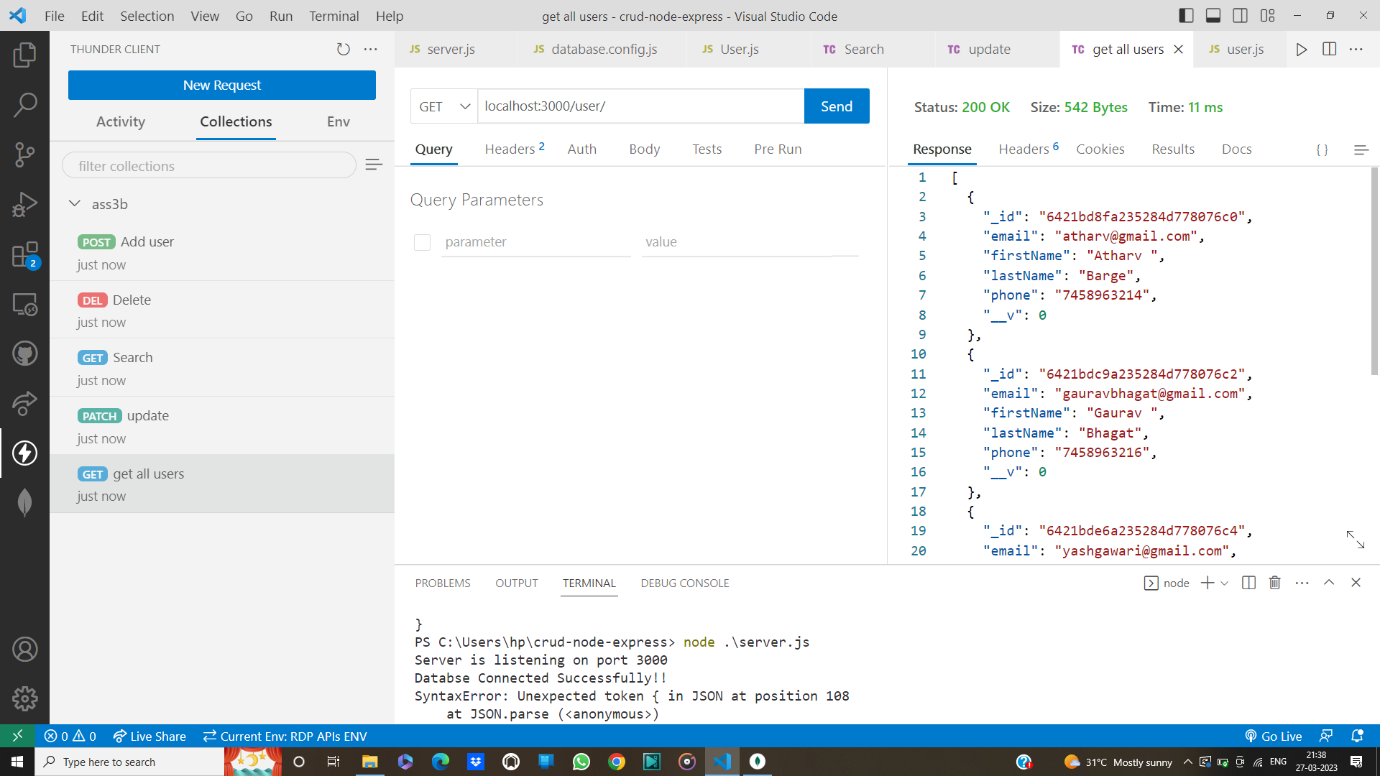 File Edit Selection View Go Run Terminal Help
get all users - crud-node-express - Visual Studio Code
THUNDER CLIENT
JS server.js
JS database.config.js
JS User.js
TC Search
TC update
TC get all users
JS user.js
New Request
GET
localhost:3000/user/
Send
Status: 200 OK Size: 542 Bytes Time: 11 ms
Activity Collections Env
Query Headers 2 Auth Body Tests Pre Run
Response Headers 6 Cookies Results Docs { }
filter collections
ass3b
POST Add user
just now
DEL Delete
just now
GET Search
just now
PATCH update
just now
GET get all users
just now
2
Query Parameters
parameter value
1 [
2 {
3 "_id": "6421bd8fa235284d778076c0",
4 "email": "atharv@gmail.com",
5 "firstName": "Atharv ",
6 "lastName": "Barge",
7 "phone": "7458963214",
8 "__v": 0
9 },
10 {
11 "_id": "6421bdc9a235284d778076c2",
12 "email": "gauravbhagat@gmail.com",
13 "firstName": "Gaurav ",
14 "lastName": "Bhagat",
15 "phone": "7458963216",
16 "__v": 0
17 },
18 {
19 "_id": "6421bde6a235284d778076c4",
20 "email": "yashgawari@gmail.com",
PROBLEMS OUTPUT TERMINAL DEBUG CONSOLE
node
}
PS C:\Users\hp\crud-node-express> node .\server.js
Server is listening on port 3000
Databse Connected Successfully!!
SyntaxError: Unexpected token { in JSON at position 108
at JSON.parse (<anonymous>)
0 0 Live Share Current Env: RDP APIs ENV
Go Live
Type here to search
31°C Mostly sunny
ENG
21:38
27-03-2023